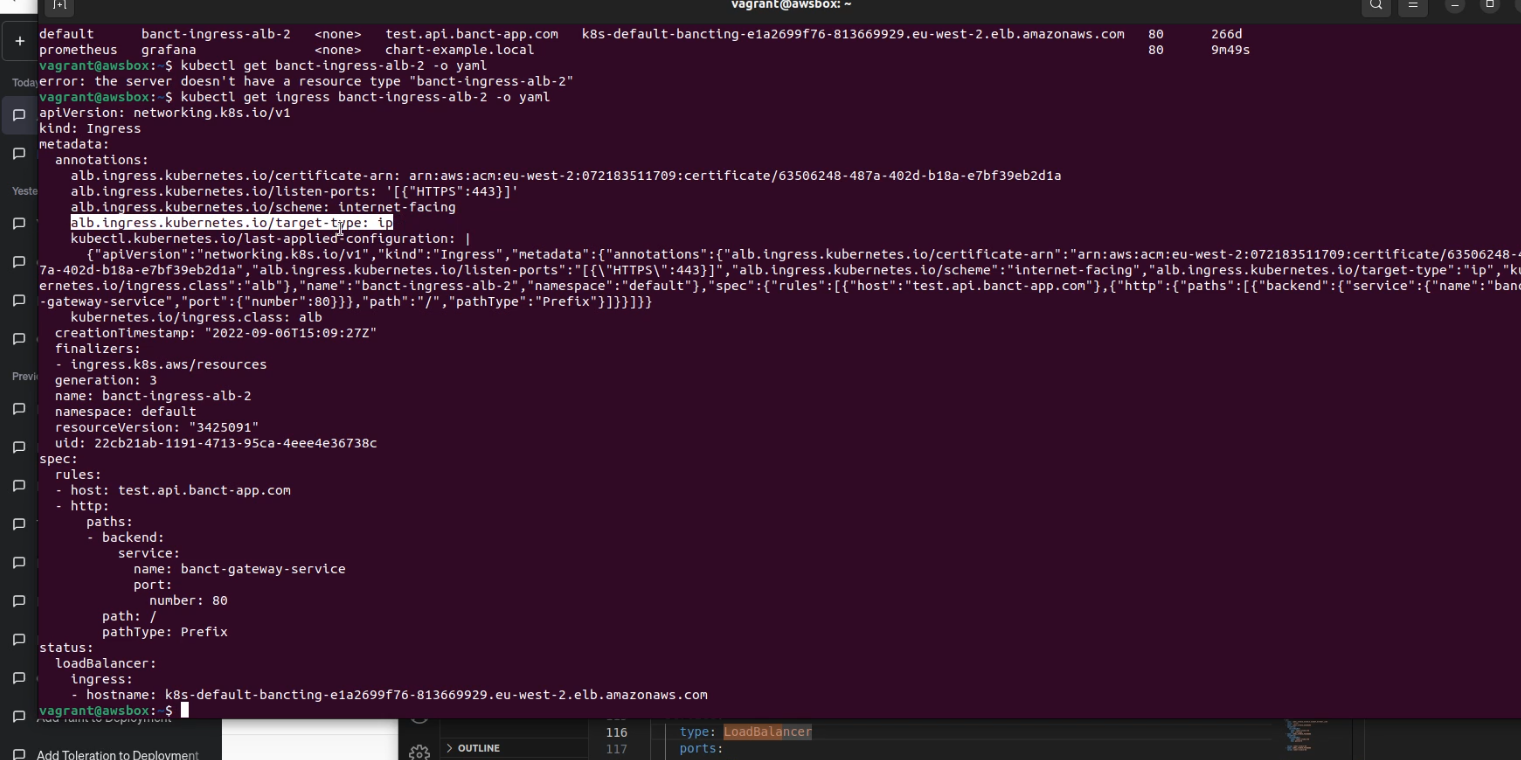 vagrant@awsbox: ~
default banct-ingress-alb-2 <none> test.api.banct-app.com k8s-default-bancting-e1a2699f76-813669929.eu-west-2.elb.amazonaws.com 80 266d
prometheus grafana <none> chart-example.local 80 9m49s
vagrant@awsbox:~$ kubectl get banct-ingress-alb-2 -o yaml
error: the server doesn't have a resource type "banct-ingress-alb-2"
vagrant@awsbox:~$ kubectl get ingress banct-ingress-alb-2 -o yaml
apiVersion: networking.k8s.io/v1
kind: Ingress
metadata:
  annotations:
    alb.ingress.kubernetes.io/certificate-arn: arn:aws:acm:eu-west-2:072183511709:certificate/63506248-487a-402d-b18a-e7bf39eb2d1a
    alb.ingress.kubernetes.io/listen-ports: '[{"HTTPS":443}]'
    alb.ingress.kubernetes.io/scheme: internet-facing
    alb.ingress.kubernetes.io/target-type: ip
    kubectl.kubernetes.io/last-applied-configuration: |
      {"apiVersion":"networking.k8s.io/v1","kind":"Ingress","metadata":{"annotations":{"alb.ingress.kubernetes.io/certificate-arn":"arn:aws:acm:eu-west-2:072183511709:certificate/63506248-4
7a-402d-b18a-e7bf39eb2d1a","alb.ingress.kubernetes.io/listen-ports":"[{\"HTTPS\":443}]","alb.ingress.kubernetes.io/scheme":"internet-facing","alb.ingress.kubernetes.io/target-type":"ip","ku
ernetes.io/ingress.class":"alb"},"name":"banct-ingress-alb-2","namespace":"default"},"spec":{"rules":[{"host":"test.api.banct-app.com"},{"http":{"paths":[{"backend":{"service":{"name":"banc
-gateway-service","port":{"number":80}}},"path":"/","pathType":"Prefix"}]}}]}}
    kubernetes.io/ingress.class: alb
  creationTimestamp: "2022-09-06T15:09:27Z"
  finalizers:
  - ingress.k8s.aws/resources
  generation: 3
  name: banct-ingress-alb-2
  namespace: default
  resourceVersion: "3425091"
  uid: 22cb21ab-1191-4713-95ca-4eee4e36738c
spec:
  rules:
  - host: test.api.banct-app.com
  - http:
      paths:
      - backend:
          service:
            name: banct-gateway-service
            port:
              number: 80
        path: /
        pathType: Prefix
status:
  loadBalancer:
    ingress:
    - hostname: k8s-default-bancting-e1a2699f76-813669929.eu-west-2.elb.amazonaws.com
vagrant@awsbox:~$
Toda
Yeste
Previ
Add Taint to Deployment
Add Toleration to Deployment
OUTLINE
116 type: LoadBalancer
117 ports: